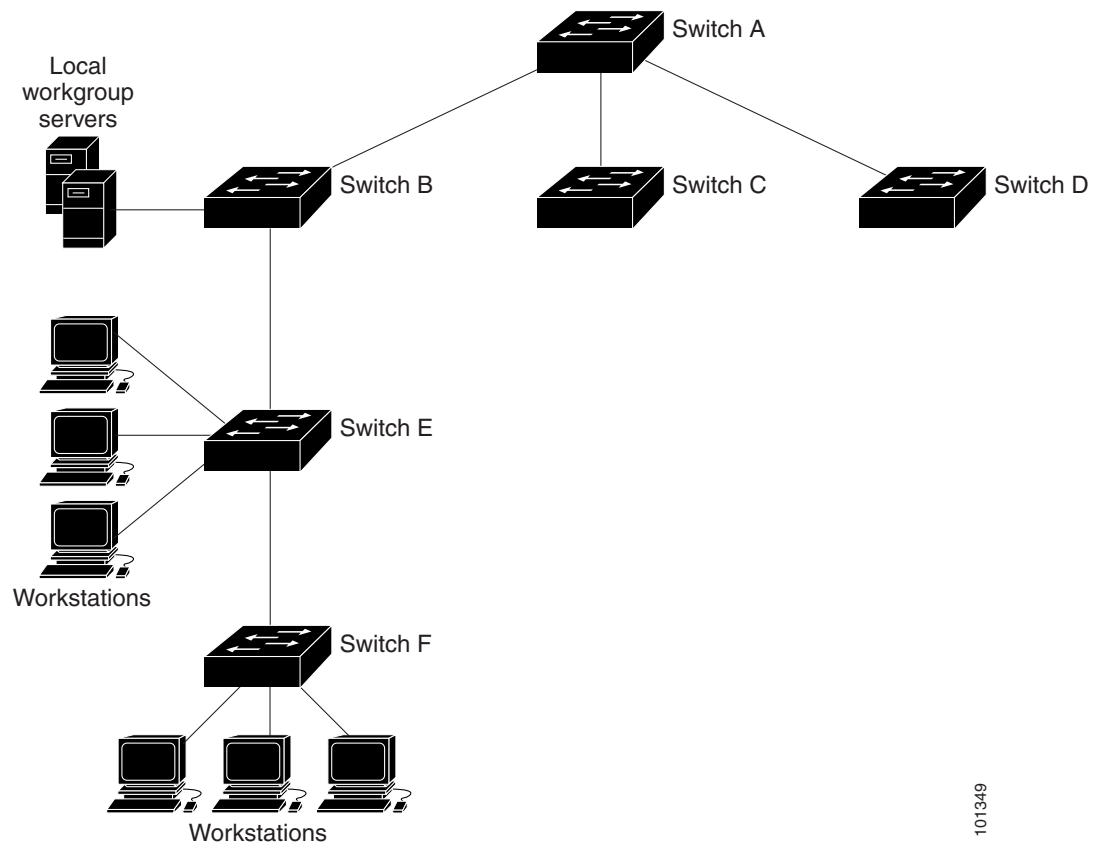 Switch A
Local
workgroup
servers
Switch B
Switch C
Switch D
Switch E
Workstations
Switch F
Workstations
101349